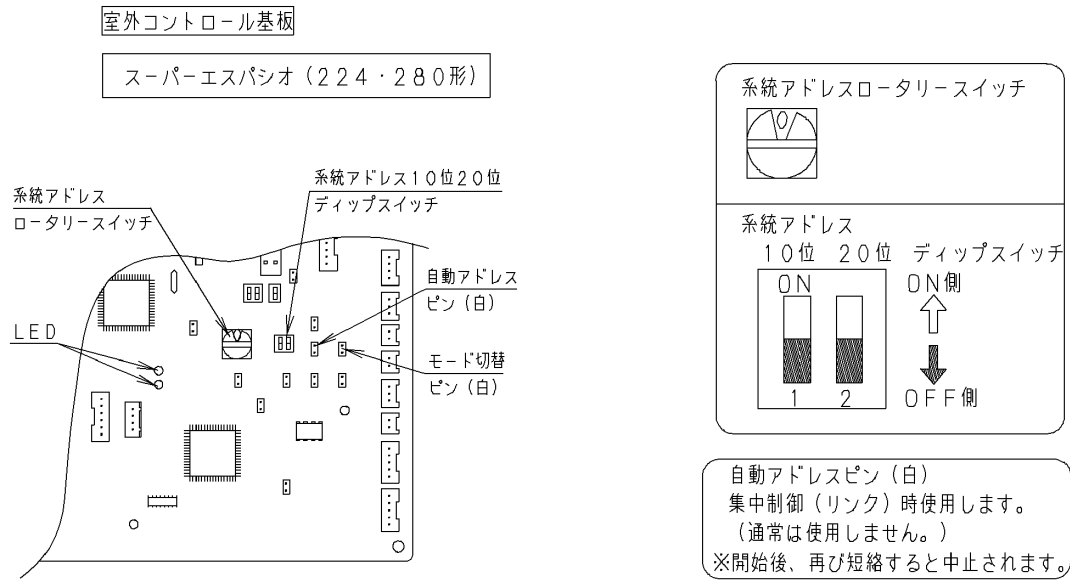 室外コントロール基板
スーパーエスパシオ（２２４・２８０形）
系統アドレス
ロータリースイッチ
系統アドレス１０位２０位
ディップスイッチ
自動アドレス
ピン（白）
ＬＥＤ
モード切替
ピン（白）
系統アドレスロータリースイッチ
０
系統アドレス
１０位 ２０位 ディップスイッチ
ＯＮ ＯＮ側
ＯＦＦ側
１ ２
自動アドレスピン（白）
集中制御（リンク）時使用します。
（通常は使用しません。）
※開始後、再び短絡すると中止されます。